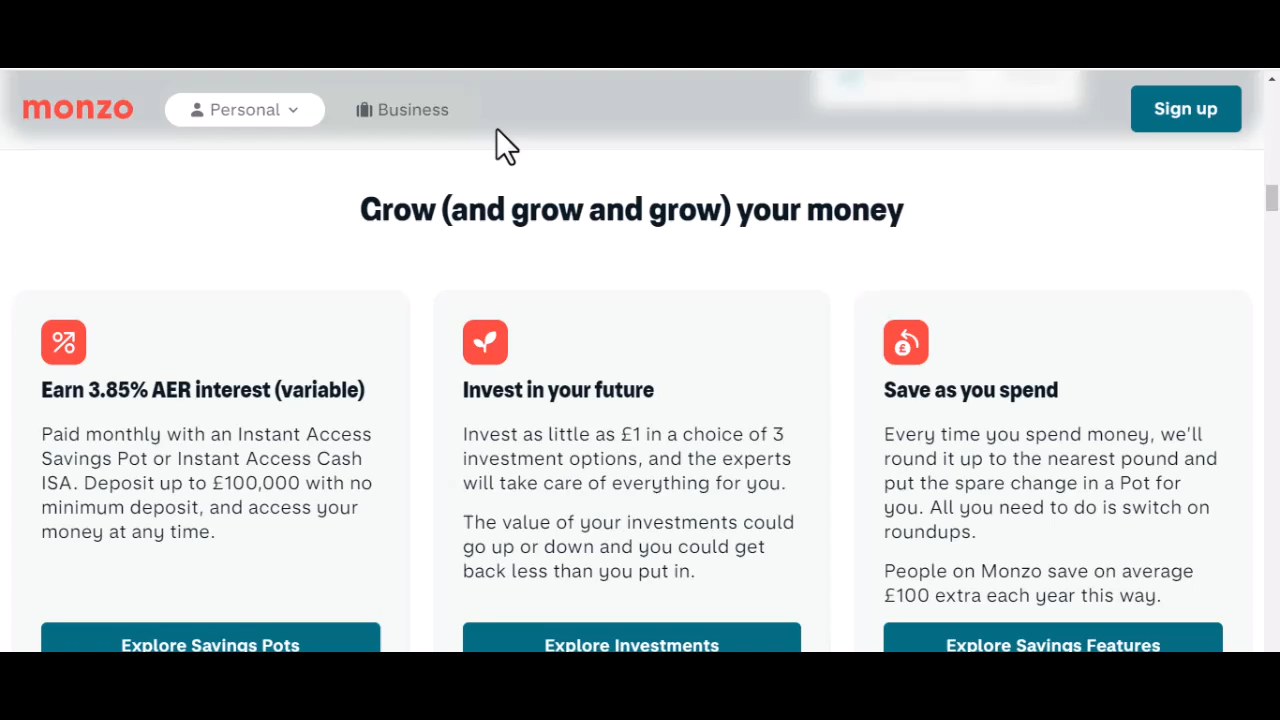 monzo
Personal
Business
Sign up
Grow (and grow and grow) your money
Earn 3.85% AER interest (variable)
Paid monthly with an Instant Access
Savings Pot or Instant Access Cash
ISA. Deposit up to £100,000 with no
minimum deposit, and access your
money at any time.
Explore Savings Pots
Invest in your future
Invest as little as £1 in a choice of 3
investment options, and the experts
will take care of everything for you.
The value of your investments could
go up or down and you could get
back less than you put in.
Explore Investments
Save as you spend
Every time you spend money, we’ll
round it up to the nearest pound and
put the spare change in a Pot for
you. All you need to do is switch on
roundups.
People on Monzo save on average
£100 extra each year this way.
Explore Savings Features